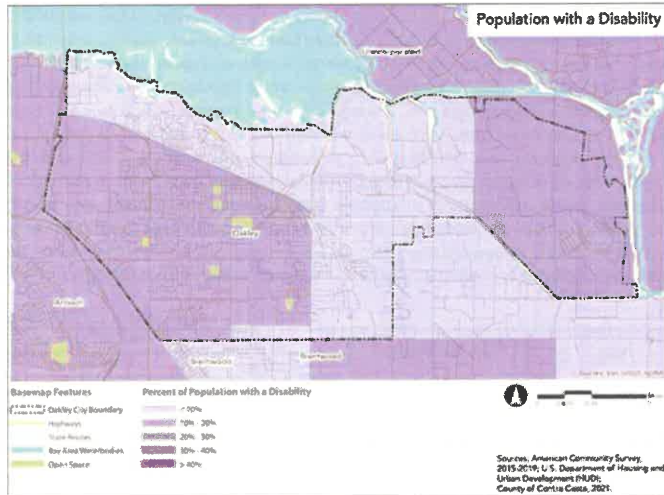 Population with a Disability
Oakley
Antioch
Brentwood
Brentwood
Basemap Features
Oakley City Boundary
Highways
State Routes
Bay Area Waterbodies
Open Space
Percent of Population with a Disability
< 10%
10% - 20%
20% - 30%
30% - 40%
> 40%
Sources: American Community Survey,
2015-2019; U.S. Department of Housing and
Urban Development (HUD);
County of Contra Costa, 2021.